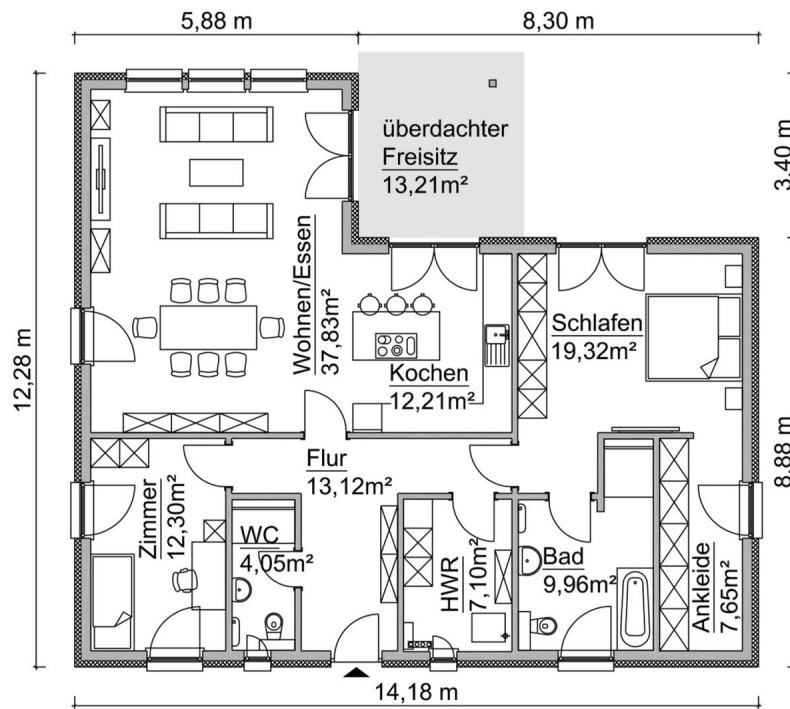 5,88 m
8,30 m
überdachter
Freisitz
13,21m²
3,40 m
12,28 m
Wohnen/Essen
37,83m²
Kochen
12,21m²
Schlafen
19,32m²
8,88 m
Flur
13,12m²
Zimmer
12,30m²
WC
4,05m²
HWR
7,10m²
Bad
9,96m²
Ankleide
7,65m²
14,18 m